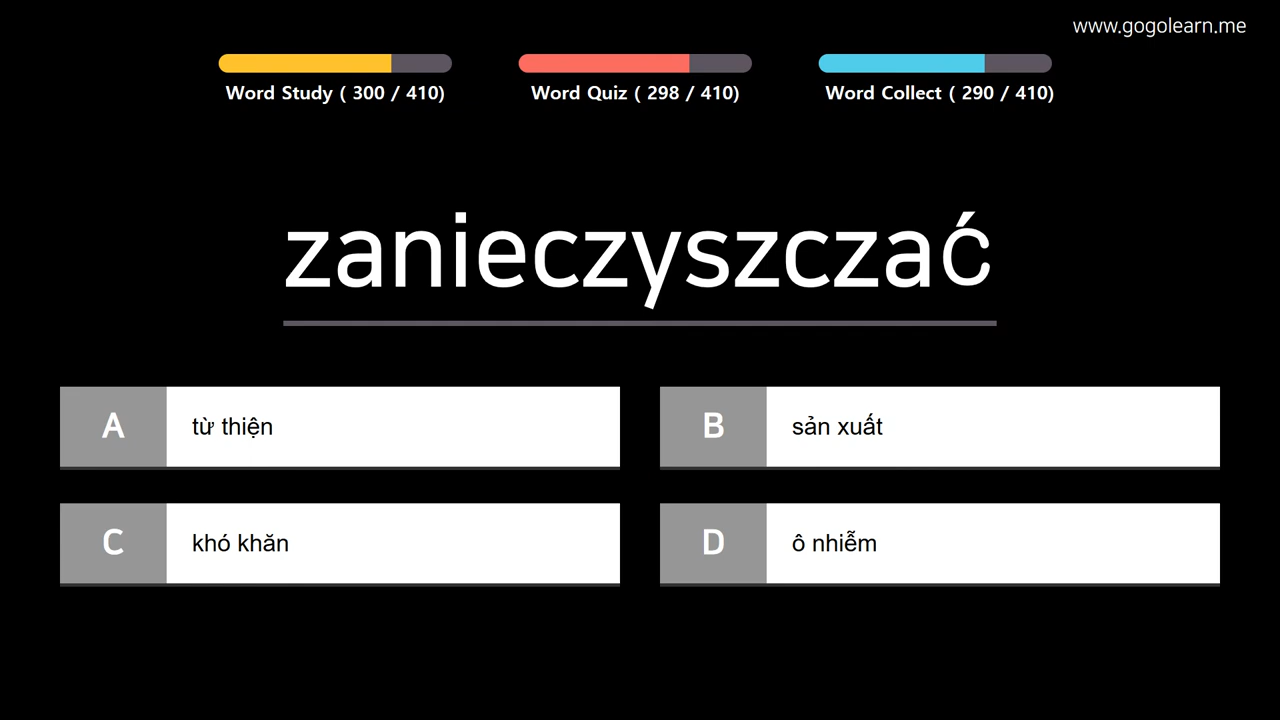 www.gogolearn.me
Word Study ( 300 / 410)
Word Quiz ( 298 / 410)
Word Collect ( 290 / 410)
zanieczyszczać
A từ thiện
B sản xuất
C khó khăn
D ô nhiễm